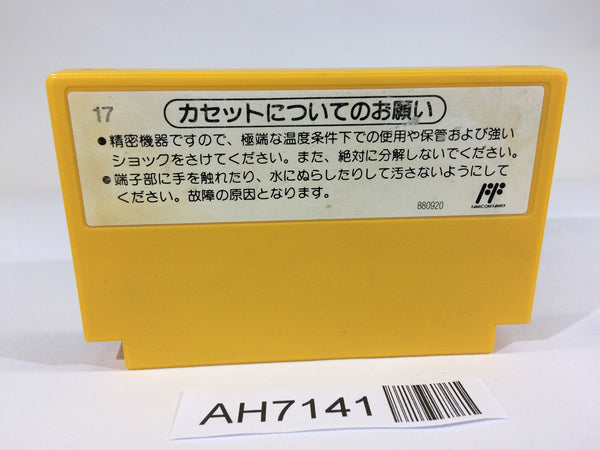 17
カセットについてのお願い
●精密機器ですので、極端な温度条件下での使用や保管および強い
ショックをさけてください。また、絶対に分解しないでください。
●端子部に手を触れたり、水にぬらしたりして汚さないようにして
ください。故障の原因となります。
880920
FAMICOM FAMILY
AH7141